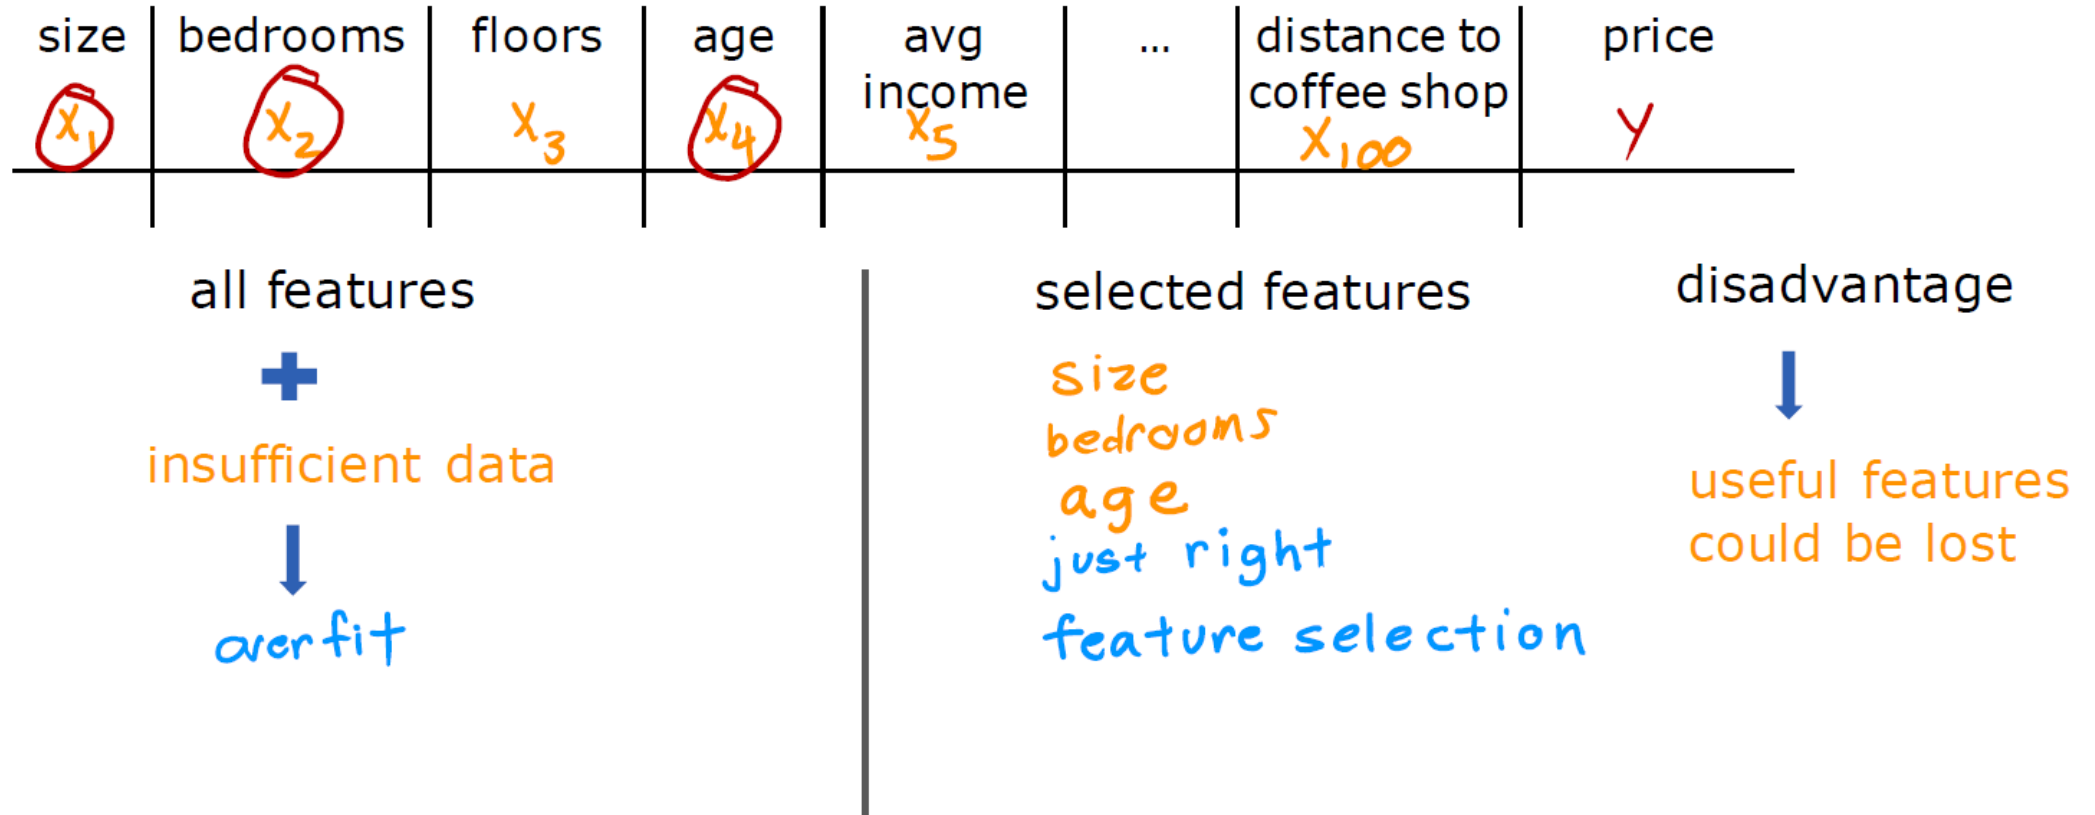 size bedrooms floors age avg income ... distance to coffee shop price
x₁ x₂ x₃ x₄ x₅ x₁₀₀ y
all features
insufficient data
overfit
selected features
size
bedrooms
age
just right
feature selection
disadvantage
useful features
could be lost